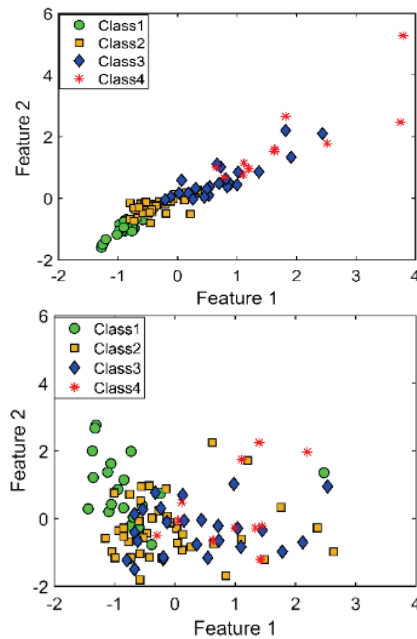 6
Class1
Class2
Class3
Class4
4
2
0
-2
Feature 2
-2 -1 0 1 2 3 4
Feature 1
6
Class1
Class2
Class3
Class4
4
2
0
-2
Feature 2
-2 -1 0 1 2 3 4
Feature 1